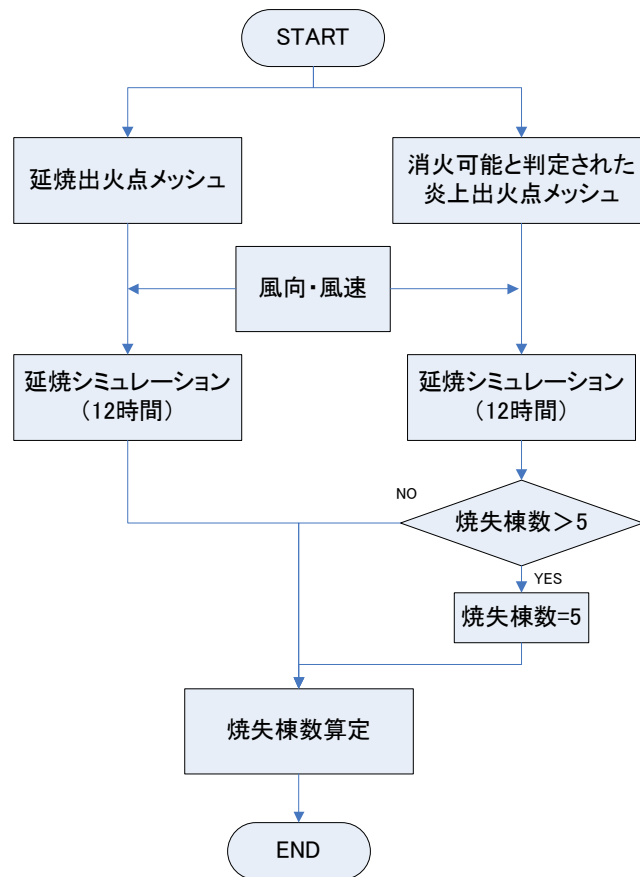 START
延焼出火点メッシュ
消火可能と判定された
炎上出火点メッシュ
風向・風速
延焼シミュレーション
（12時間）
延焼シミュレーション
（12時間）
NO
焼失棟数＞5
YES
焼失棟数=5
焼失棟数算定
END